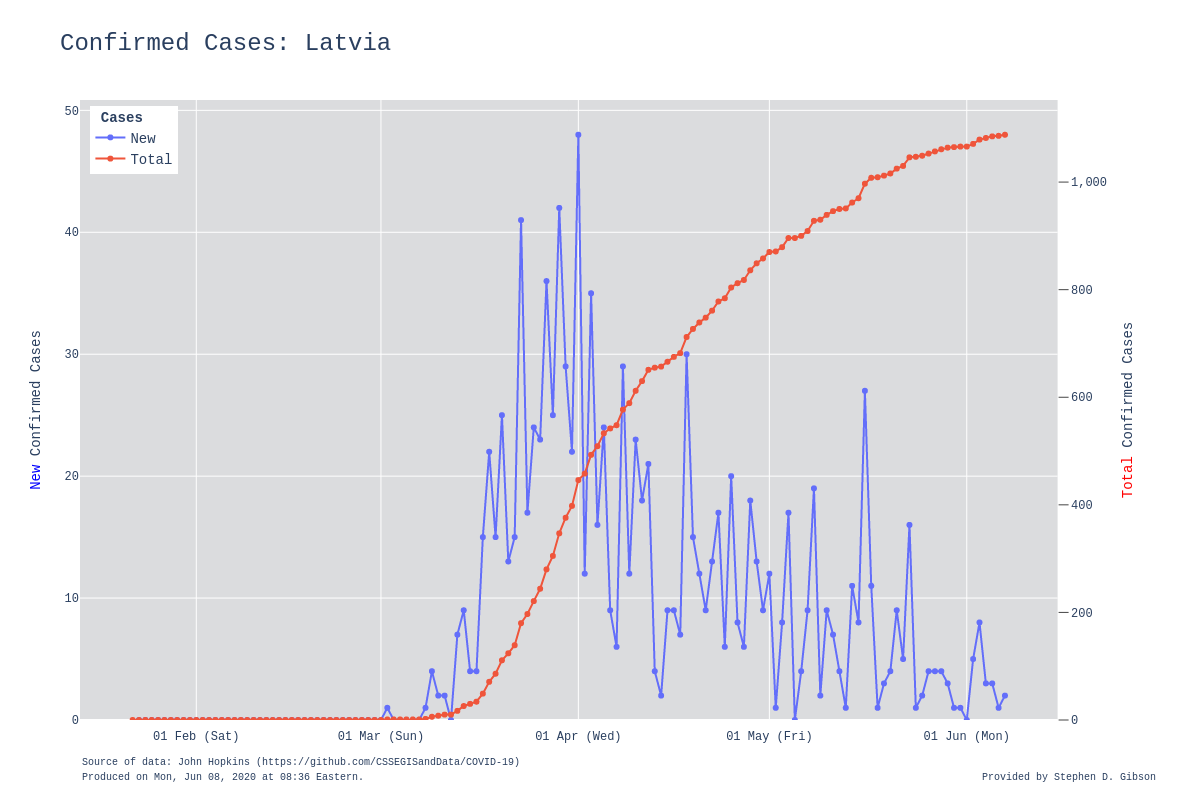 Confirmed Cases: Latvia
Cases
New
Total
50
40
30
20
10
0
1,000
800
600
400
200
0
New Confirmed Cases
Total Confirmed Cases
01 Feb (Sat)
01 Mar (Sun)
01 Apr (Wed)
01 May (Fri)
01 Jun (Mon)
Source of data: John Hopkins (https://github.com/CSSEGISandData/COVID-19)
Produced on Mon, Jun 08, 2020 at 08:36 Eastern.
Provided by Stephen D. Gibson